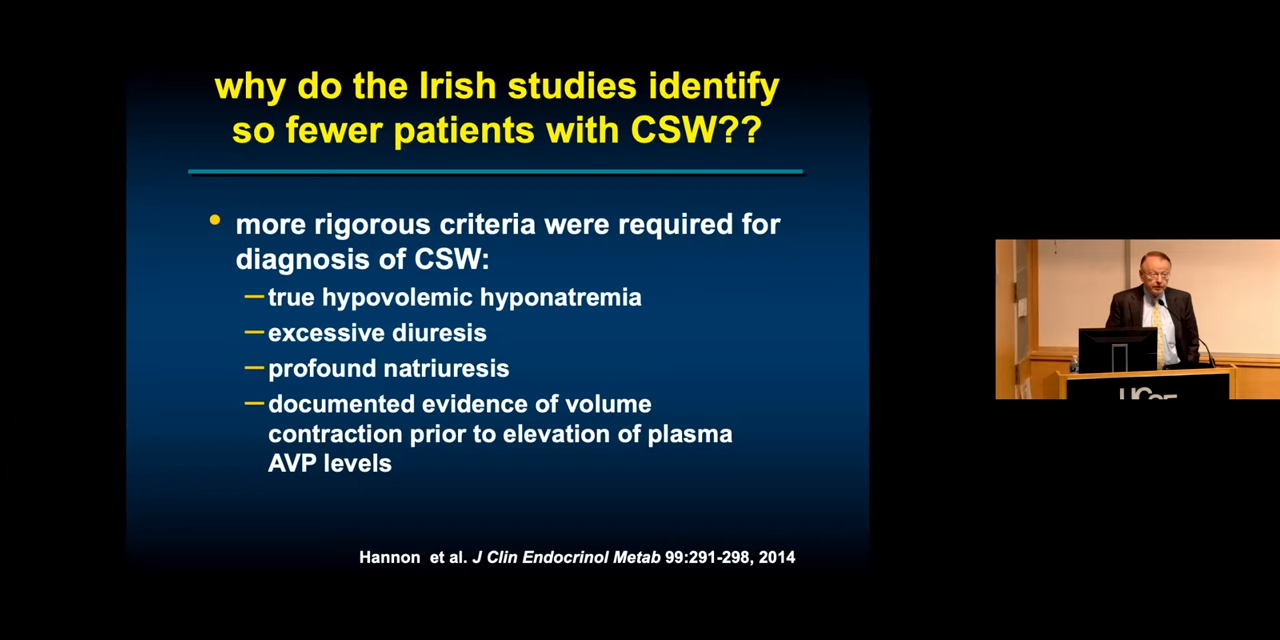 why do the Irish studies identify
so fewer patients with CSW??
• more rigorous criteria were required for
diagnosis of CSW:
– true hypovolemic hyponatremia
– excessive diuresis
– profound natriuresis
– documented evidence of volume
contraction prior to elevation of plasma
AVP levels
Hannon et al. J Clin Endocrinol Metab 99:291-298, 2014